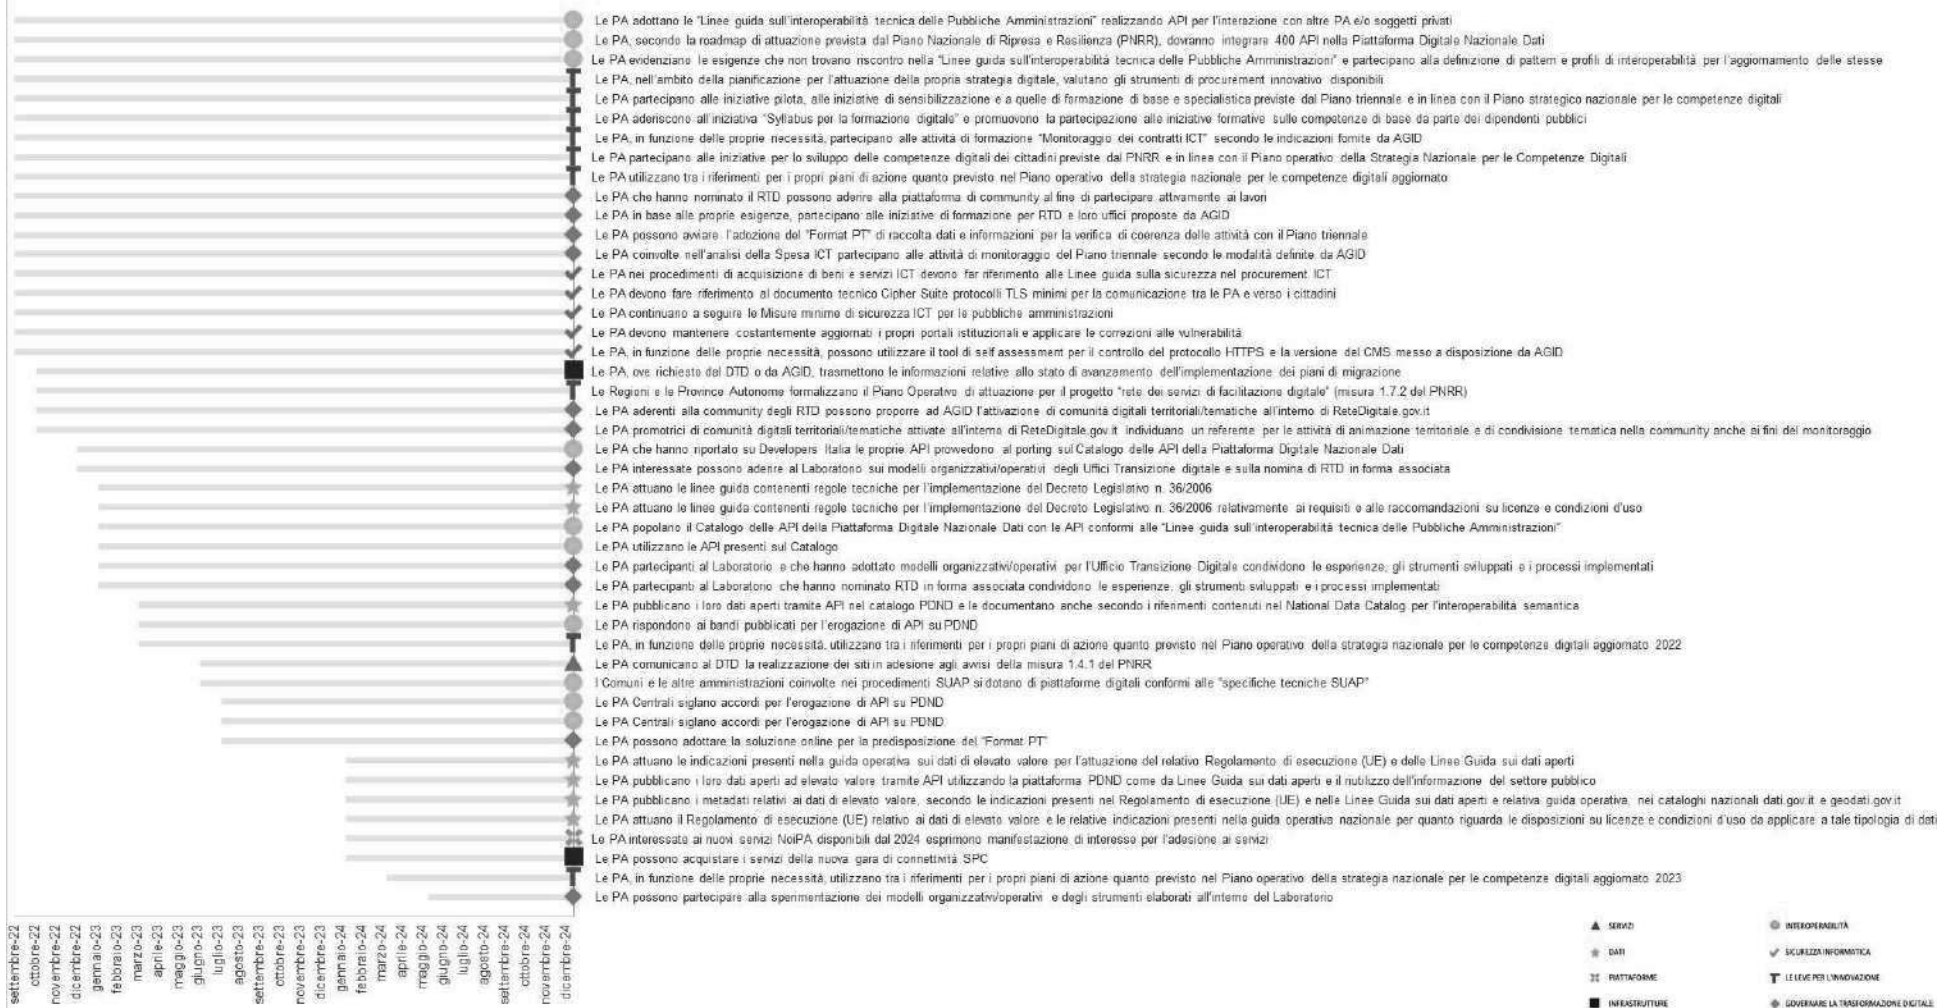 Le PA adottano le "Linee guida sull'interoperabilità tecnica delle Pubbliche Amministrazioni" realizzando API per l'interazione con altre PA e/o soggetti privati
Le PA, secondo la roadmap di attuazione prevista dal Piano Nazionale di Ripresa e Resilienza (PNRR), dovranno integrare 400 API nella Piattaforma Digitale Nazionale Dati
Le PA evidenziano le esigenze che non trovano riscontro nella "Linee guida sull'interoperabilità tecnica delle Pubbliche Amministrazioni" e partecipano alla definizione di pattern e profili di interoperabilità per l'aggiornamento delle stesse
Le PA, nell'ambito della pianificazione per l'attuazione della propria strategia digitale, valutano gli strumenti di procurement innovativo disponibili
Le PA partecipano alle iniziative pilota, alle iniziative di sensibilizzazione e a quelle di formazione di base e specialistica previste dal Piano triennale e in linea con il Piano strategico nazionale per le competenze digitali
Le PA aderiscono all'iniziativa "Syllabus per la formazione digitale" e promuovono la partecipazione alle iniziative formative sulle competenze di base da parte dei dipendenti pubblici
Le PA, in funzione delle proprie necessità, partecipano alle attività di formazione "Monitoraggio dei contratti ICT" secondo le indicazioni fornite da AGID
Le PA partecipano alle iniziative per lo sviluppo delle competenze digitali dei cittadini previste dal PNRR e in linea con il Piano operativo della Strategia Nazionale per le Competenze Digitali
Le PA utilizzano tra i riferimenti per i propri piani di azione quanto previsto nel Piano operativo della strategia nazionale per le competenze digitali aggiornato
Le PA che hanno nominato il RTD possono aderire alla piattaforma di community al fine di partecipare attivamente ai lavori
Le PA in base alle proprie esigenze, partecipano alle iniziative di formazione per RTD e loro uffici proposte da AGID
Le PA possono avviare l'adozione del "Format PT" di raccolta dati e informazioni per la verifica di coerenza delle attività con il Piano triennale
Le PA coinvolte nell'analisi della Spesa ICT partecipano alle attività di monitoraggio del Piano triennale secondo le modalità definite da AGID
Le PA nei procedimenti di acquisizione di beni e servizi ICT devono far riferimento alle Linee guida sulla sicurezza nel procurement ICT
Le PA devono fare riferimento al documento tecnico Cipher Suite protocolli TLS minimi per la comunicazione tra le PA e verso i cittadini
Le PA continuano a seguire le Misure minime di sicurezza ICT per le pubbliche amministrazioni
Le PA devono mantenere costantemente aggiornati i propri portali istituzionali e applicare le correzioni alle vulnerabilità
Le PA, in funzione delle proprie necessità, possono utilizzare il tool di self assessment per il controllo del protocollo HTTPS e la versione del CMS messo a disposizione da AGID
Le PA, ove richiesto dal DTD o da AGID, trasmettono le informazioni relative allo stato di avanzamento dell'implementazione dei piani di migrazione
Le Regioni e le Province Autonome formalizzano il Piano Operativo di attuazione per il progetto "rete dei servizi di facilitazione digitale" (misura 1.7.2 del PNRR)
Le PA aderenti alla community degli RTD possono proporre ad AGID l'attivazione di comunità digitali territoriali/tematiche all'interno di ReteDigitale.gov.it
Le PA promotrici di comunità digitali territoriali/tematiche attivate all'interno di ReteDigitale.gov.it individuano un referente per le attività di animazione territoriale e di condivisione tematica nella community anche ai fini del monitoraggio
Le PA che hanno riportato su Developers Italia le proprie API provvedono al porting sul Catalogo delle API della Piattaforma Digitale Nazionale Dati
Le PA interessate possono aderire al Laboratorio sui modelli organizzativi/operativi degli Uffici Transizione digitale e sulla nomina di RTD in forma associata
Le PA attuano le linee guida contenenti regole tecniche per l'implementazione del Decreto Legislativo n. 36/2006
Le PA attuano le linee guida contenenti regole tecniche per l'implementazione del Decreto Legislativo n. 36/2006 relativamente ai requisiti e alle raccomandazioni su licenze e condizioni d'uso
Le PA popolano il Catalogo delle API della Piattaforma Digitale Nazionale Dati con le API conformi alle "Linee guida sull'interoperabilità tecnica delle Pubbliche Amministrazioni"
Le PA utilizzano le API presenti sul Catalogo
Le PA partecipanti al Laboratorio e che hanno adottato modelli organizzativi/operativi per l'Ufficio Transizione Digitale condividono le esperienze, gli strumenti sviluppati e i processi implementati
Le PA partecipanti al Laboratorio che hanno nominato RTD in forma associata condividono le esperienze, gli strumenti sviluppati e i processi implementati
Le PA pubblicano i loro dati aperti tramite API nel catalogo PDND e le documentano anche secondo i riferimenti contenuti nel National Data Catalog per l'interoperabilità semantica
Le PA rispondono ai bandi pubblicati per l'erogazione di API su PDND
Le PA, in funzione delle proprie necessità, utilizzano tra i riferimenti per i propri piani di azione quanto previsto nel Piano operativo della strategia nazionale per le competenze digitali aggiornato 2022
Le PA comunicano al DTD la realizzazione dei siti in adesione agli avvisi della misura 1.4.1 del PNRR
I Comuni e le altre amministrazioni coinvolte nei procedimenti SUAP si dotano di piattaforme digitali conformi alle "specifiche tecniche SUAP"
Le PA Centrali siglano accordi per l'erogazione di API su PDND
Le PA Centrali siglano accordi per l'erogazione di API su PDND
Le PA possono adottare la soluzione online per la predisposizione del "Format PT"
Le PA attuano le indicazioni presenti nella guida operativa sui dati di elevato valore per l'attuazione del relativo Regolamento di esecuzione (UE) e delle Linee Guida sui dati aperti
Le PA pubblicano i loro dati aperti ad elevato valore tramite API utilizzando la piattaforma PDND come da Linee Guida sui dati aperti e il riutilizzo dell'informazione del settore pubblico
Le PA pubblicano i metadati relativi ai dati di elevato valore, secondo le indicazioni presenti nel Regolamento di esecuzione (UE) e nelle Linee Guida sui dati aperti e relativa guida operativa, nei cataloghi nazionali dati.gov.it e geodati.gov.it
Le PA attuano il Regolamento di esecuzione (UE) relativo ai dati di elevato valore e le relative indicazioni presenti nella guida operativa nazionale per quanto riguarda le disposizioni su licenze e condizioni d'uso da applicare a tale tipologia di dati
Le PA interessate ai nuovi servizi NoiPA disponibili dal 2024 esprimono manifestazione di interesse per l'adesione ai servizi
Le PA possono acquistare i servizi della nuova gara di connettività SPC
Le PA, in funzione delle proprie necessità, utilizzano tra i riferimenti per i propri piani di azione quanto previsto nel Piano operativo della strategia nazionale per le competenze digitali aggiornato 2023
Le PA possono partecipare alla sperimentazione dei modelli organizzativi/operativi e degli strumenti elaborati all'interno del Laboratorio
settembre-22
ottobre-22
novembre-22
dicembre-22
gennaio-23
febbraio-23
marzo-23
aprile-23
maggio-23
giugno-23
luglio-23
agosto-23
settembre-23
ottobre-23
novembre-23
dicembre-23
gennaio-24
febbraio-24
marzo-24
aprile-24
maggio-24
giugno-24
luglio-24
agosto-24
settembre-24
ottobre-24
novembre-24
dicembre-24
SERVIZI
INTEROPERABILITÀ
DATI
SICUREZZA INFORMATICA
PIATTAFORME
LE LEVE PER L'INNOVAZIONE
INFRASTRUTTURE
GOVERNARE LA TRASFORMAZIONE DIGITALE